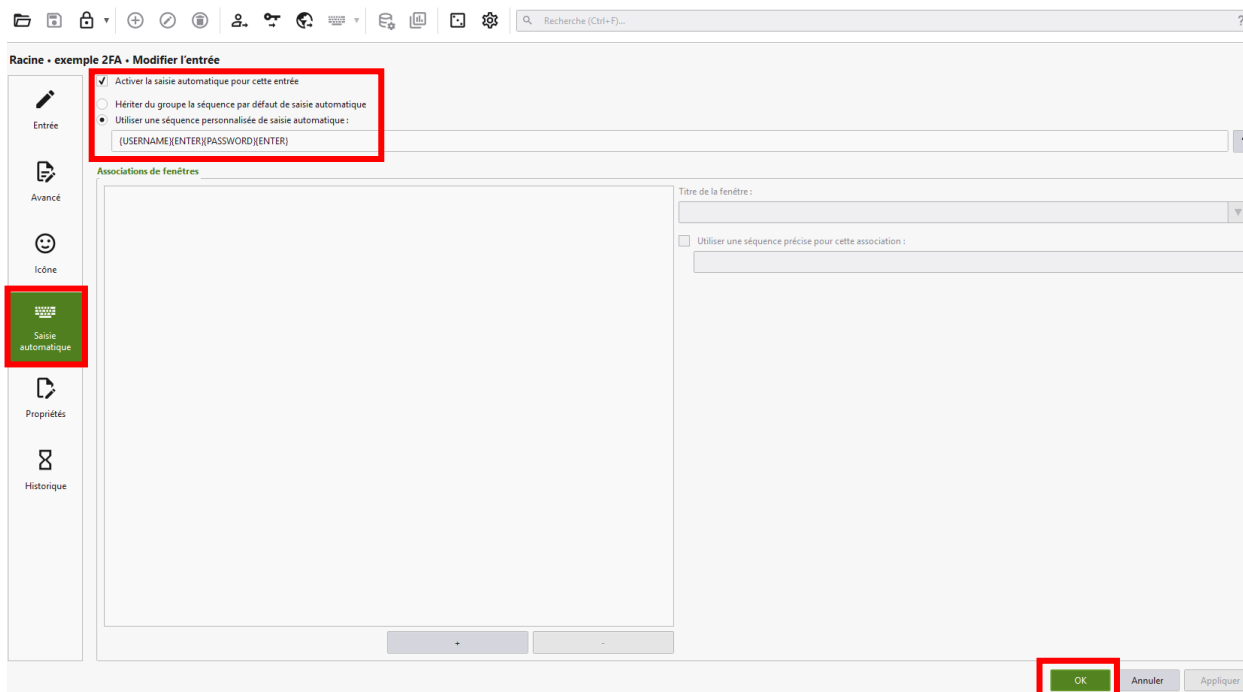 Recherche (Ctrl+F)...
?
Racine • exemple 2FA • Modifier l'entrée
Activer la saisie automatique pour cette entrée
Hériter du groupe la séquence par défaut de saisie automatique
Utiliser une séquence personnalisée de saisie automatique :
{USERNAME}{ENTER}{PASSWORD}{ENTER}
Entrée
Avancé
Icône
Saisie
automatique
Propriétés
Historique
Associations de fenêtres
Titre de la fenêtre :
Utiliser une séquence précise pour cette association :
+
-
OK
Annuler
Appliquer